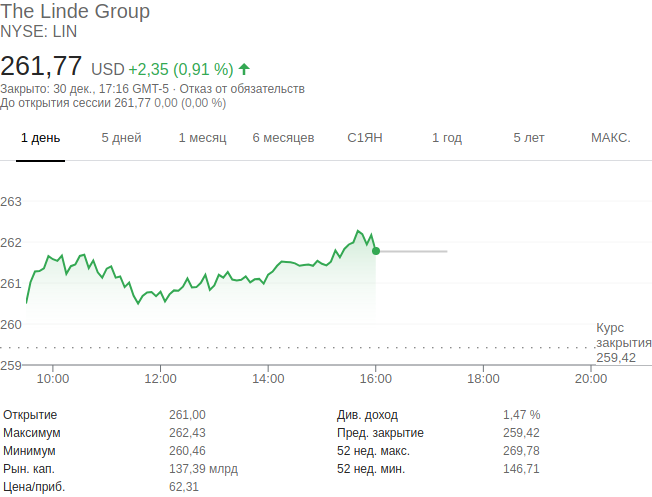 The Linde Group
NYSE: LIN
261,77 USD +2,35 (0,91 %)
Закрыто: 30 дек., 17:16 GMT-5 · Отказ от обязательств
До открытия сессии 261,77 0,00 (0,00 %)
1 день 5 дней 1 месяц 6 месяцев С1ЯН 1 год 5 лет МАКС.
263
262
261
260
Курс
закрытия
259,42
259
10:00 12:00 14:00 16:00 18:00 20:00
Открытие 261,00 Див. доход 1,47 %
Максимум 262,43 Пред. закрытие 259,42
Минимум 260,46 52 нед. макс. 269,78
Рын. кап. 137,39 млрд 52 нед. мин. 146,71
Цена/приб. 62,31